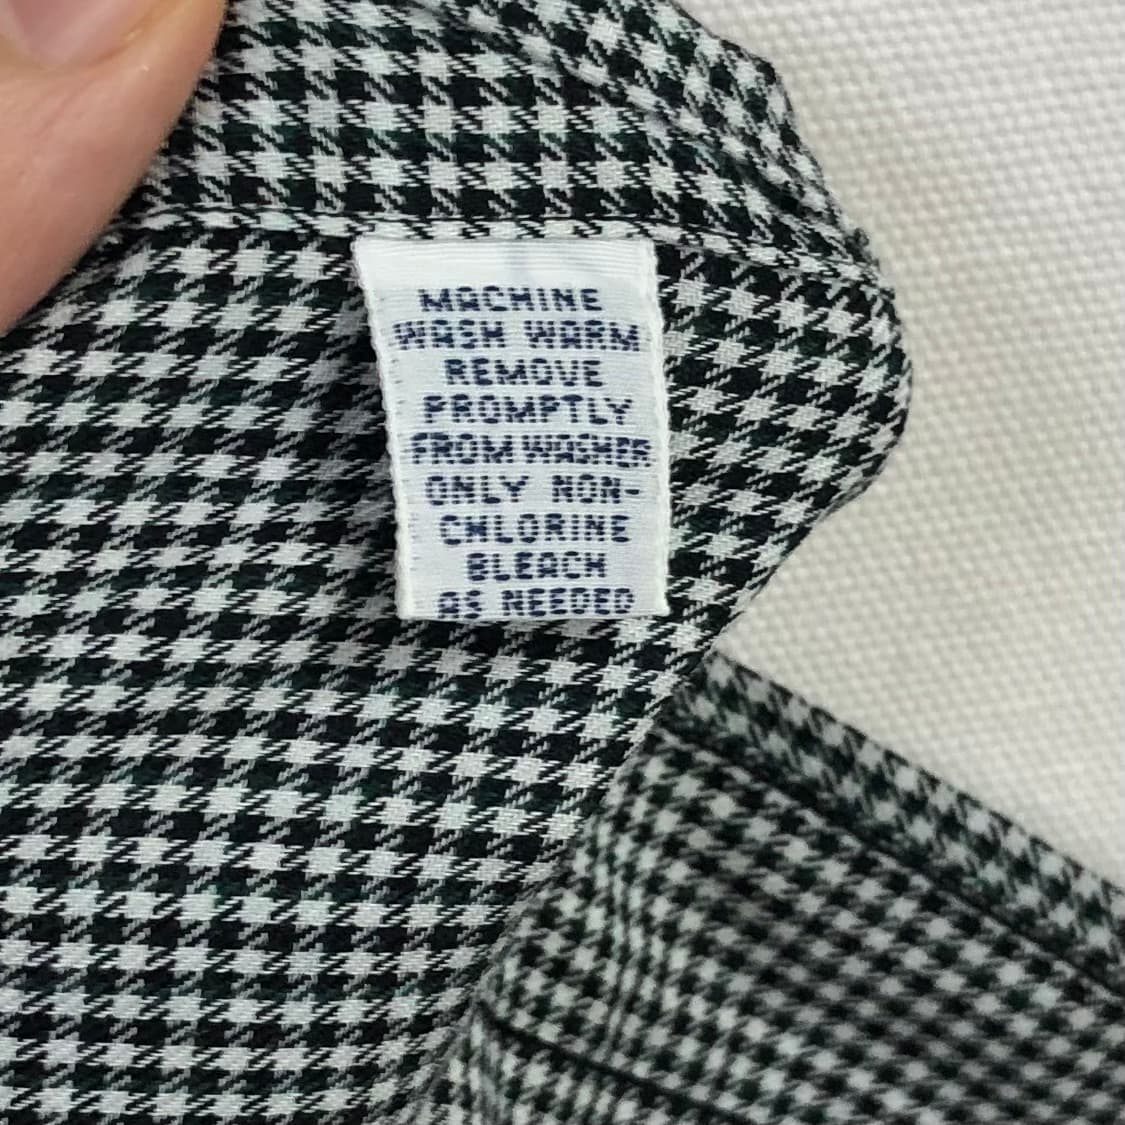 MACHINE
WASH WARM
REMOVE
PROMPTLY
FROM WASHER
ONLY NON-
CHLORINE
BLEACH
AS NEEDED